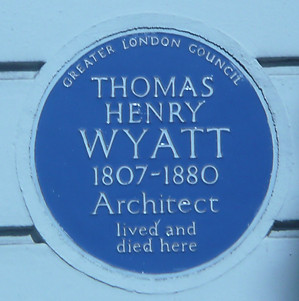 GREATER LONDON COUNCIL
THOMAS
HENRY
WYATT
1807-1880
Architect
lived and
died here